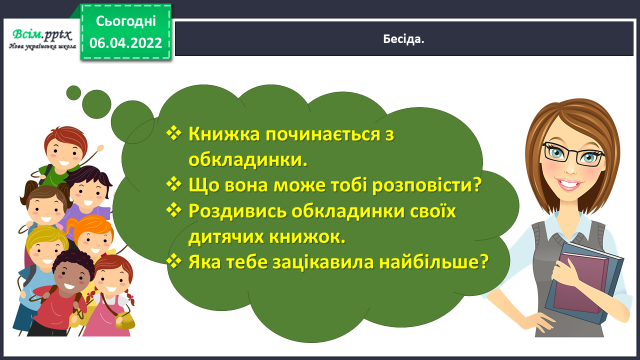 Всім.pptx
Нова українська школа
Сьогодні
06.04.2022
Бесіда.
❖ Книжка починається з
обкладинки.
❖ Що вона може тобі розповісти?
❖ Роздивись обкладинки своїх
дитячих книжок.
❖ Яка тебе зацікавила найбільше?